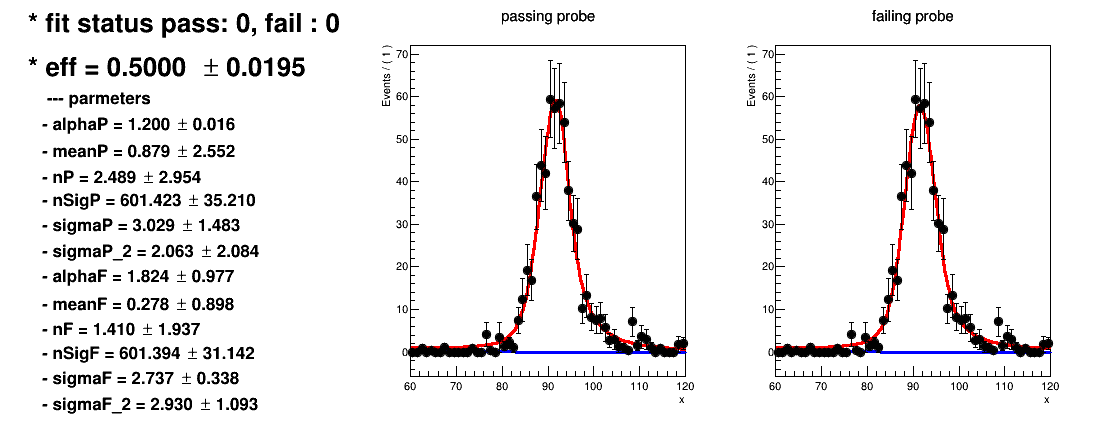 * fit status pass: 0, fail : 0
* eff = 0.5000 ± 0.0195
--- parmeters
- alphaP = 1.200 ± 0.016
- meanP = 0.879 ± 2.552
- nP = 2.489 ± 2.954
- nSigP = 601.423 ± 35.210
- sigmaP = 3.029 ± 1.483
- sigmaP_2 = 2.063 ± 2.084
- alphaF = 1.824 ± 0.977
- meanF = 0.278 ± 0.898
- nF = 1.410 ± 1.937
- nSigF = 601.394 ± 31.142
- sigmaF = 2.737 ± 0.338
- sigmaF_2 = 2.930 ± 1.093
passing probe
Events / ( 1 )
70
60
50
40
30
20
10
0
60 70 80 90 100 110 120
x
failing probe
Events / ( 1 )
70
60
50
40
30
20
10
0
60 70 80 90 100 110 120
x